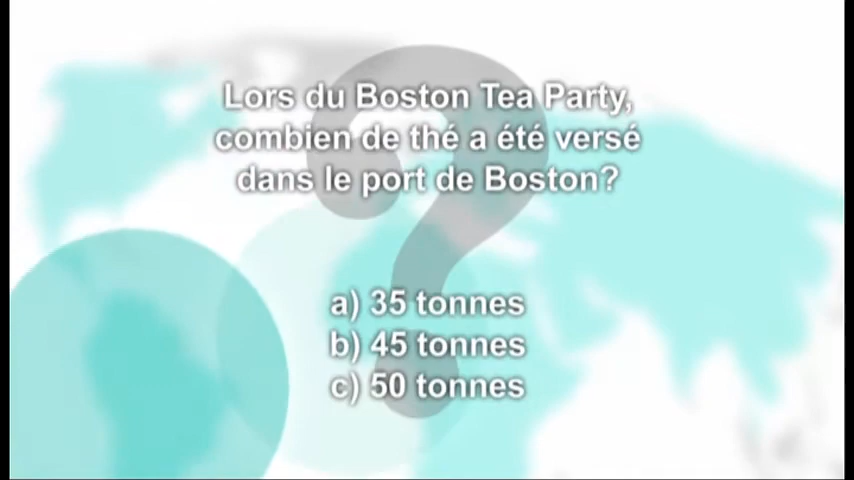 Lors du Boston Tea Party,
combien de thé a été versé
dans le port de Boston?
a) 35 tonnes
b) 45 tonnes
c) 50 tonnes